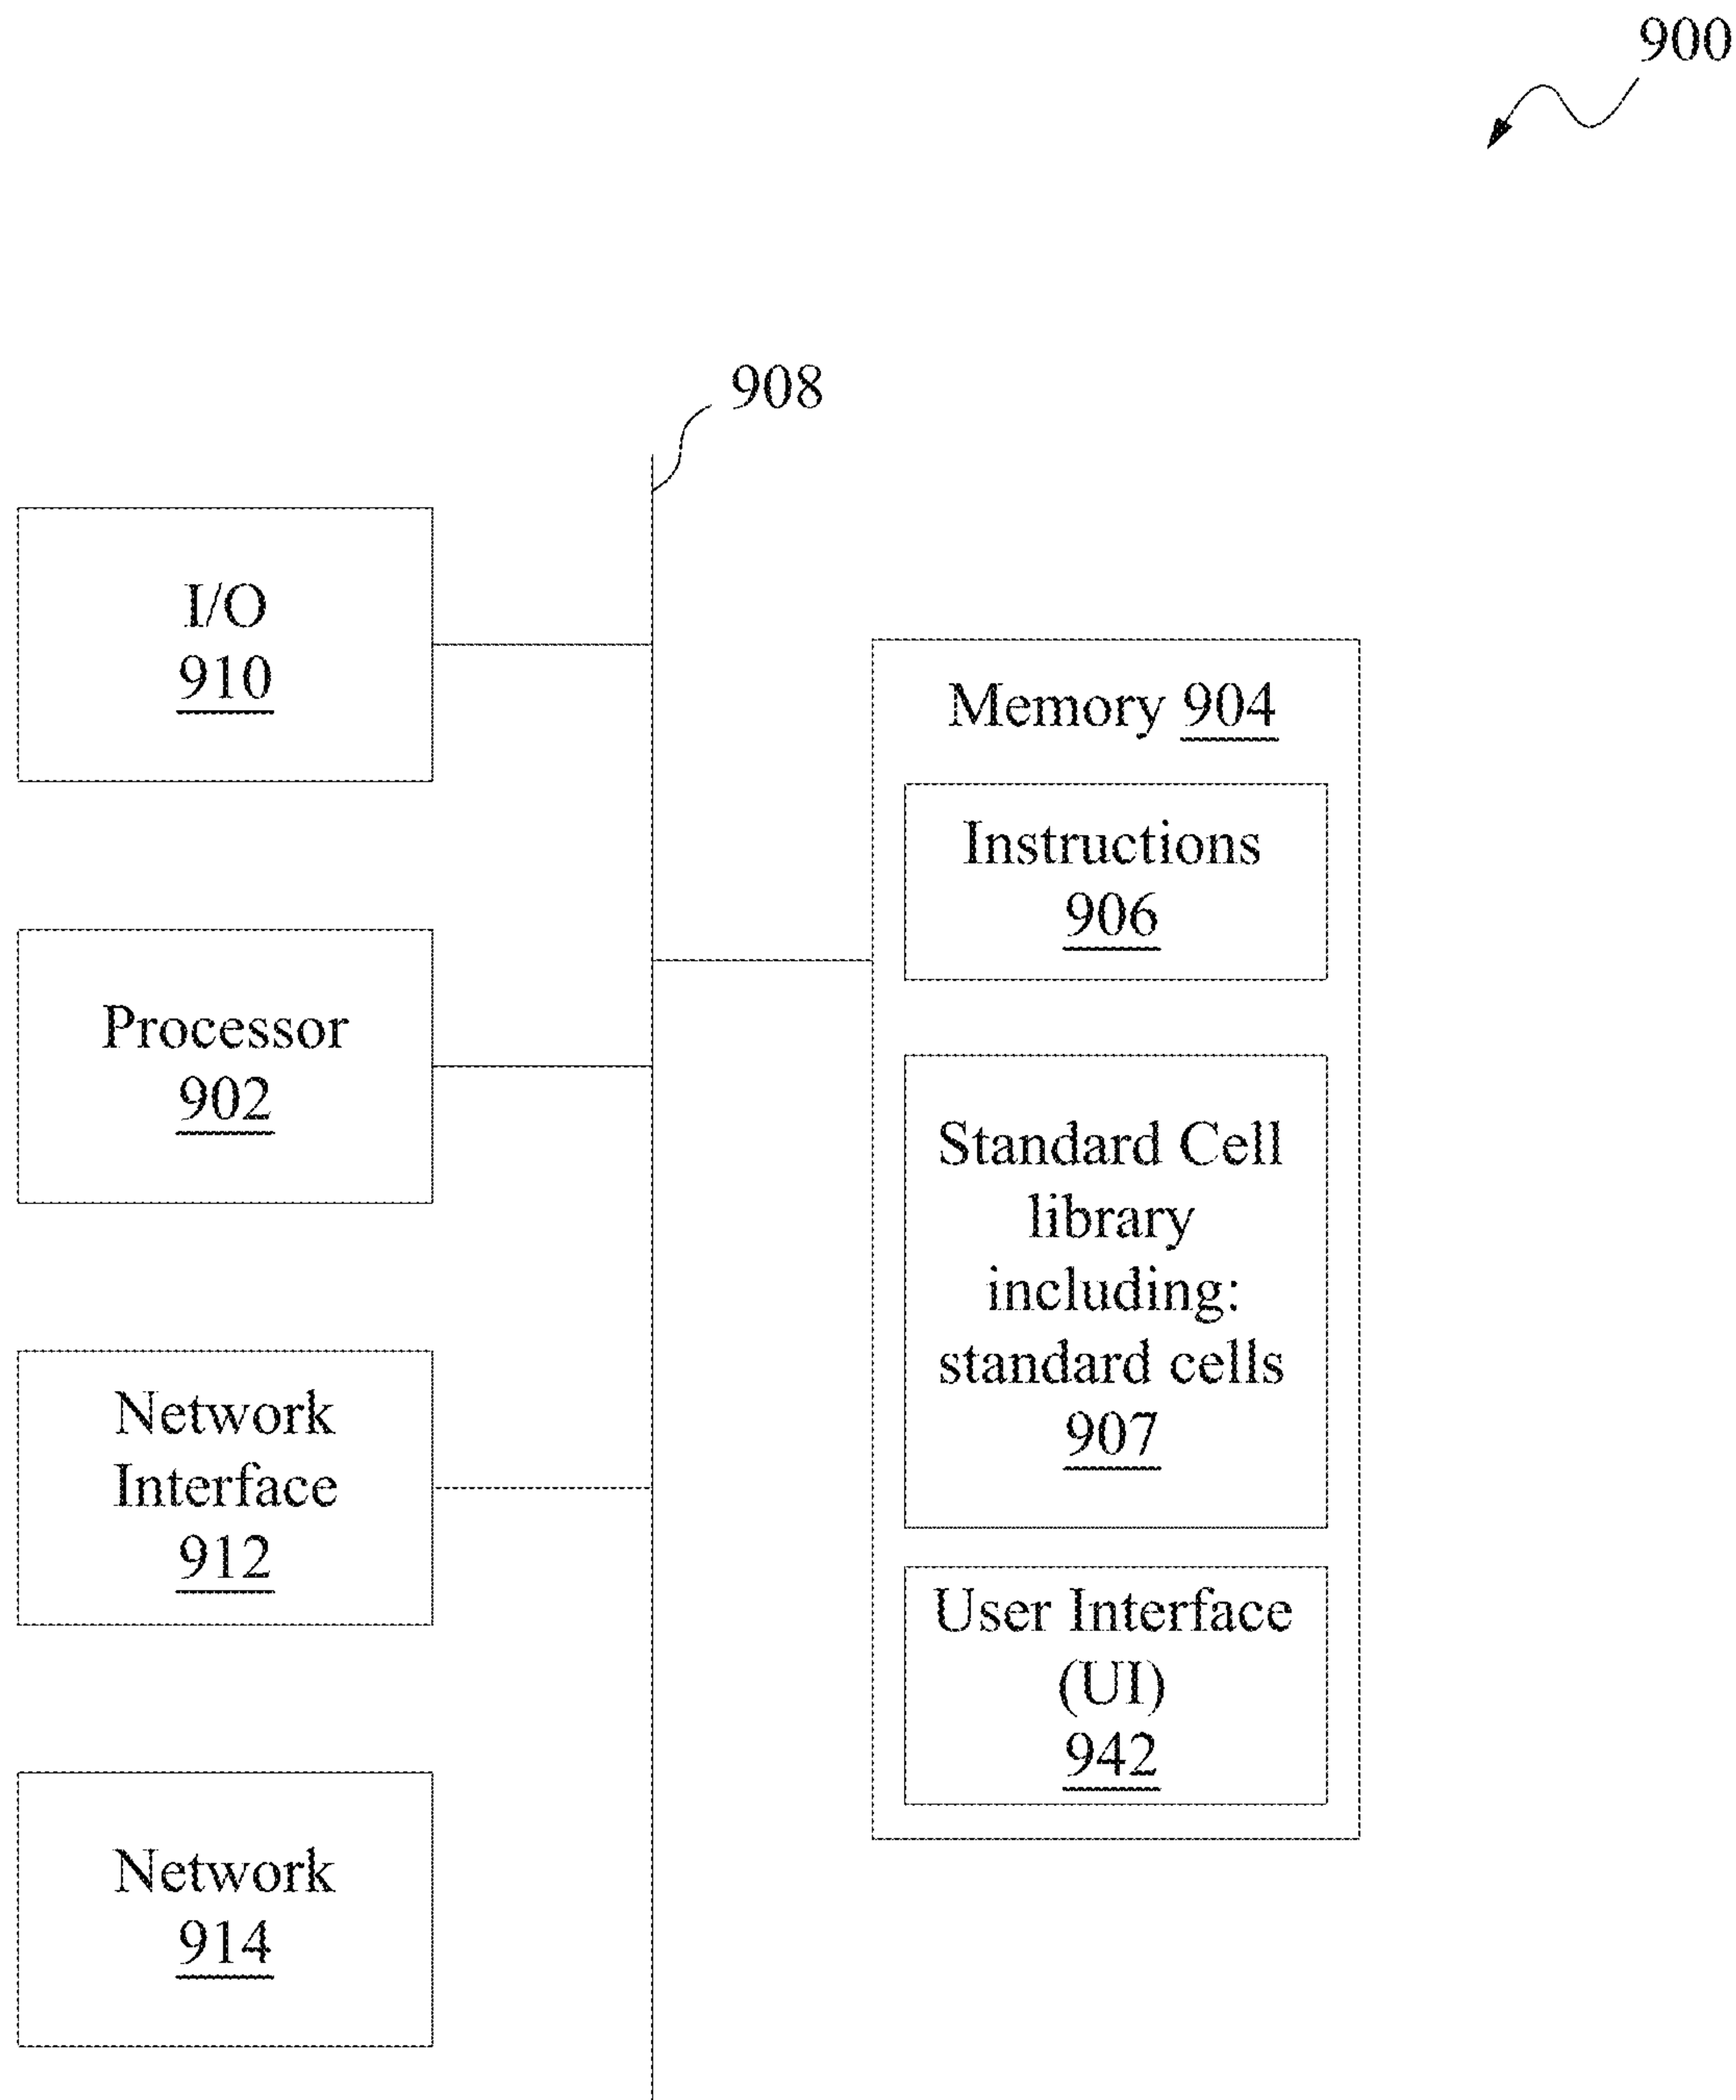 900
908
I/O
910
Processor
902
Network
Interface
912
Network
914
Memory 904
Instructions
906
Standard Cell
library
including:
standard cells
907
User Interface
(UI)
942